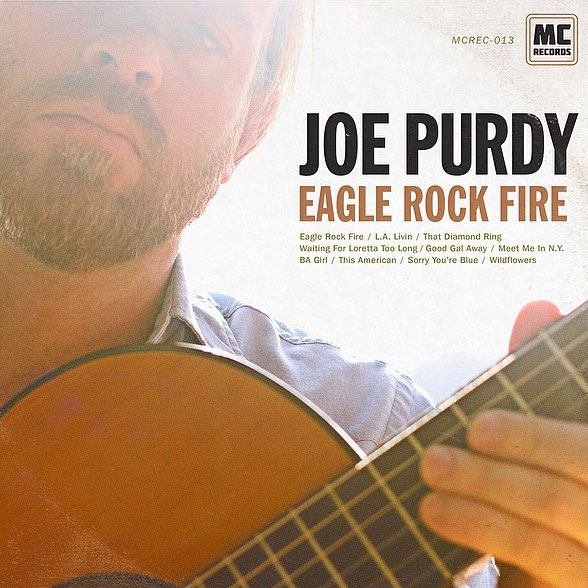 MCREC-013
MC
RECORDS
JOE PURDY
EAGLE ROCK FIRE
Eagle Rock Fire / L.A. Livin / That Diamond Ring
Waiting For Loretta Too Long / Good Gal Away / Meet Me In N.Y.
BA Girl / This American / Sorry You're Blue / Wildflowers